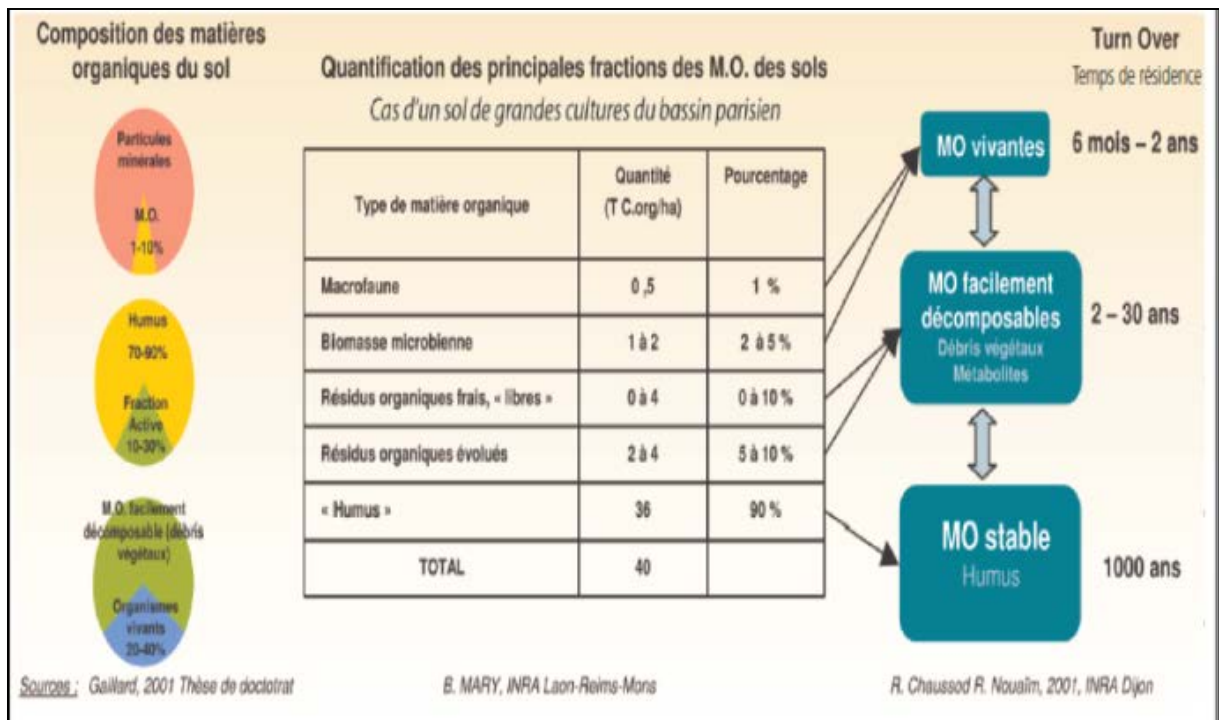 Composition des matières
organiques du sol
Particules
minérales
M.O.
1-10%
Humus
70-90%
Fraction
Active
10-30%
M.O. facilement
décomposable (débris
végétaux)
Organismes
vivants
20-40%
Quantification des principales fractions des M.O. des sols
Cas d'un sol de grandes cultures du bassin parisien
Type de matière organique
Quantité
(T C.org/ha)
Pourcentage
Macrofaune 0 ,5 1 %
Biomasse microbienne 1 à 2 2 à 5 %
Résidus organiques frais, « libres » 0 à 4 0 à 10 %
Résidus organiques évolués 2 à 4 5 à 10 %
« Humus » 36 90 %
TOTAL 40
Turn Over
Temps de résidence
MO vivantes 6 mois – 2 ans
MO facilement
décomposables
Débris végétaux
Métabolites
2 – 30 ans
MO stable
Humus
1000 ans
Sources : Gaillard, 2001 Thèse de doctotrat
B. MARY, INRA Laon-Reims-Mons
R. Chaussod R. Nouaïm, 2001, INRA Dijon